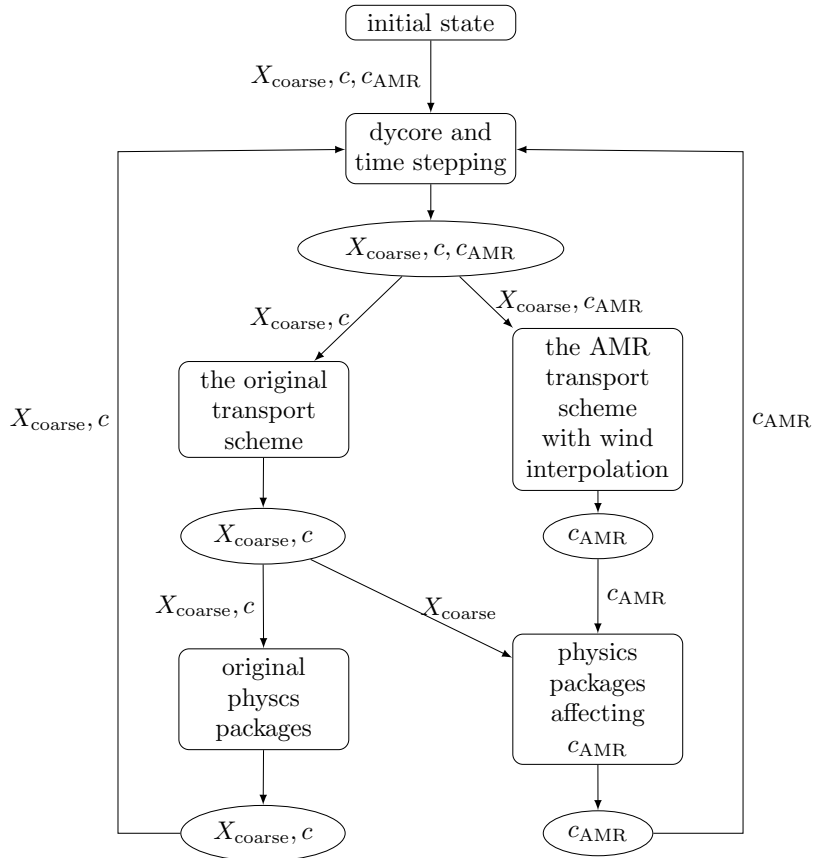 initial state
X_coarse, c, c_AMR
dycore and
time stepping
X_coarse, c, c_AMR
X_coarse, c
X_coarse, c_AMR
the original
transport
scheme
the AMR
transport
scheme
with wind
interpolation
X_coarse, c
c_AMR
X_coarse, c
c_AMR
X_coarse, c
X_coarse
c_AMR
original
physcs
packages
physics
packages
affecting
c_AMR
X_coarse, c
c_AMR